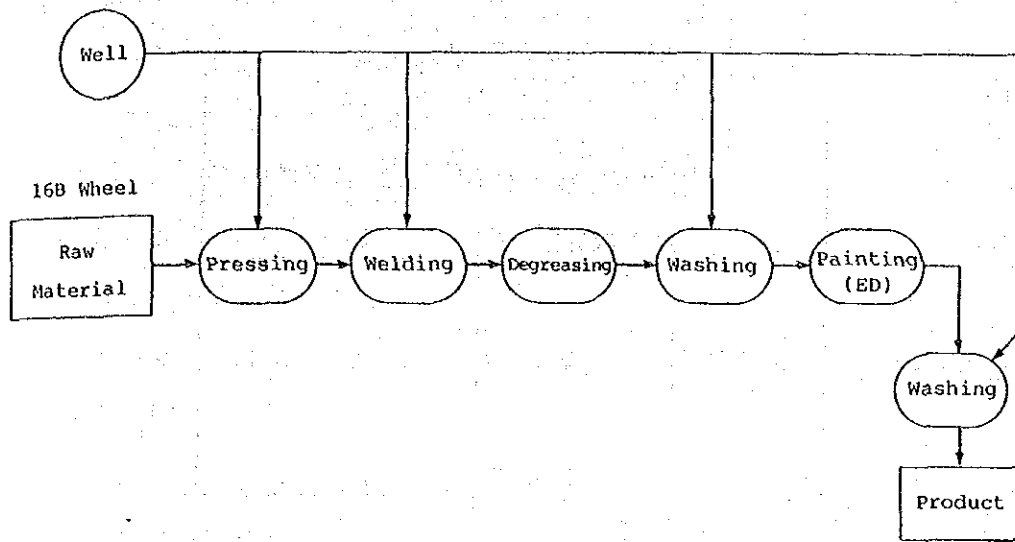 Well
16B Wheel
Raw
Material
Pressing
Welding
Degreasing
Washing
Painting
(ED)
Washing
Product